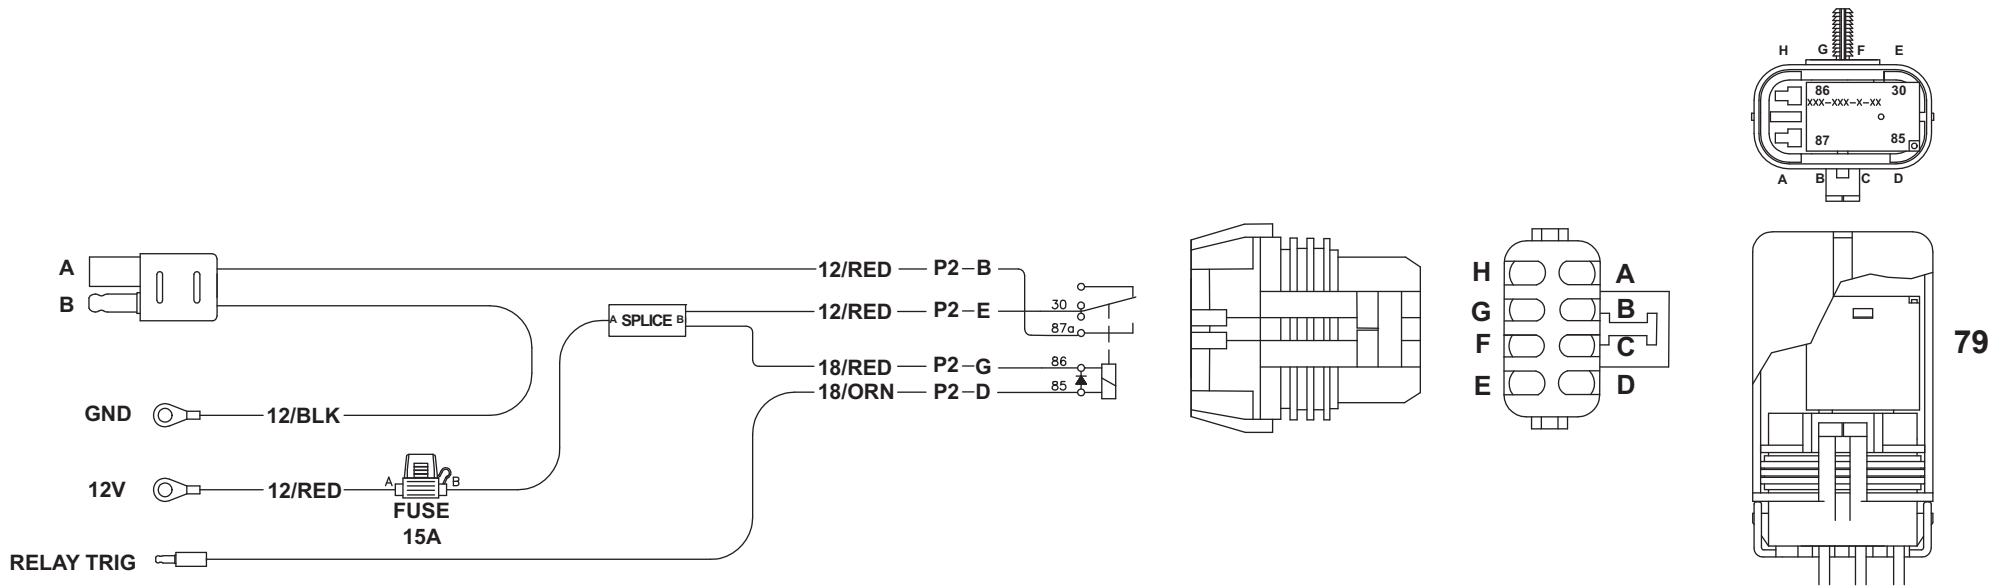 H G F E
86 30
XXX-XXX-X-XX
87 85
A B C D
A 12/RED P2-B
B
30
12/RED P2-E
A SPLICE B
87a
86
18/RED P2-G
85
18/ORN P2-D
GND 12/BLK
12V 12/RED A B
FUSE
15A
RELAY TRIG
H A
G B
F C
E D
79